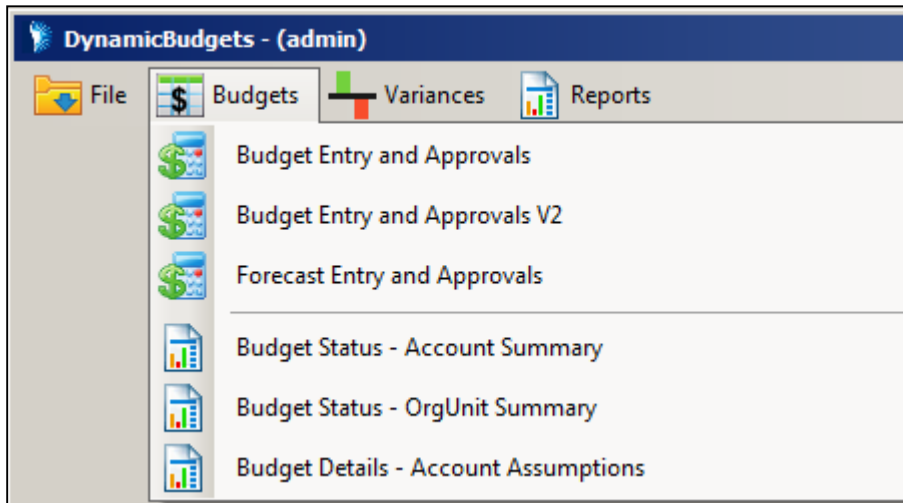 DynamicBudgets - (admin)
File $ Budgets Variances Reports
$ Budget Entry and Approvals
$ Budget Entry and Approvals V2
$ Forecast Entry and Approvals
Budget Status - Account Summary
Budget Status - OrgUnit Summary
Budget Details - Account Assumptions